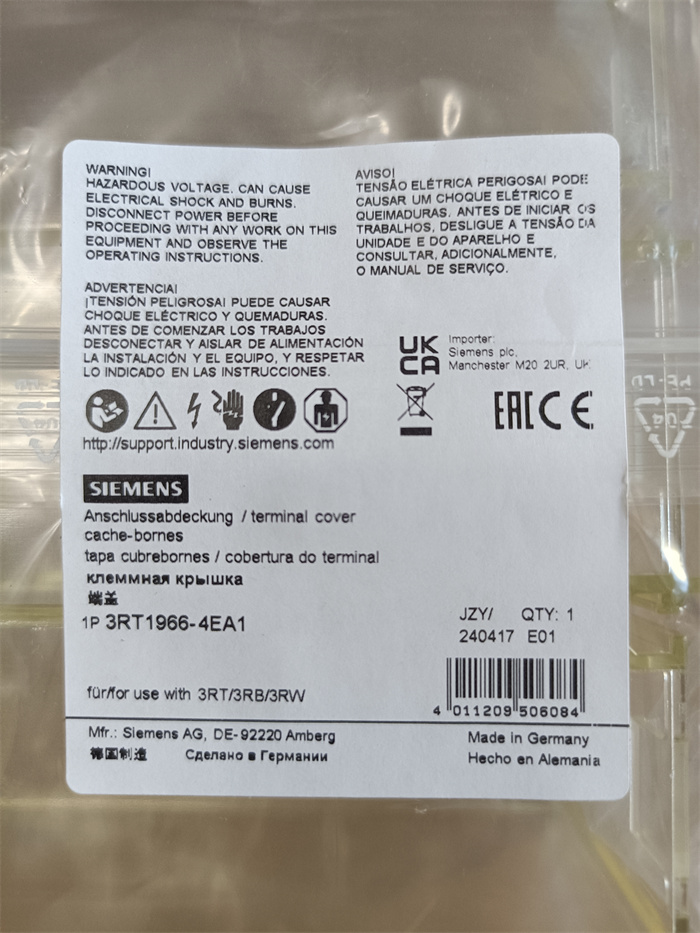 WARNING!
HAZARDOUS VOLTAGE. CAN CAUSE
ELECTRICAL SHOCK AND BURNS.
DISCONNECT POWER BEFORE
PROCEEDING WITH ANY WORK ON THIS
EQUIPMENT AND OBSERVE THE
OPERATING INSTRUCTIONS.
AVISO!
TENSÃO ELÉTRICA PERIGOSA! PODE
CAUSAR UM CHOQUE ELÉTRICO E
QUEIMADURAS. ANTES DE INICIAR OS
TRABALHOS, DESLIGUE A TENSÃO DA
UNIDADE E DO APARELHO E
CONSULTAR, ADICIONALMENTE,
O MANUAL DE SERVIÇO.
ADVERTENCIA!
¡TENSIÓN PELIGROSA! PUEDE CAUSAR
CHOQUE ELÉCTRICO Y QUEMADURAS.
ANTES DE COMENZAR LOS TRABAJOS
DESCONECTAR Y AISLAR DE ALIMENTACIÓN
LA INSTALACIÓN Y EL EQUIPO, Y RESPETAR
LO INDICADO EN LAS INSTRUCCIONES.
UK
CA
Importer:
Siemens plc,
Manchester M20 2UR, UK
EAC CE
http://support.industry.siemens.com
SIEMENS
Anschlussabdeckung / terminal cover
cache-bornes
tapa cubrebornes / cobertura do terminal
клеммная крышка
端盖
1P 3RT1966-4EA1
JZY/ QTY: 1
240417 E01
für/for use with 3RT/3RB/3RW
4 011209 506084
Mfr.: Siemens AG, DE-92220 Amberg
德国制造 Сделано в Германии
Made in Germany
Hecho en Alemania